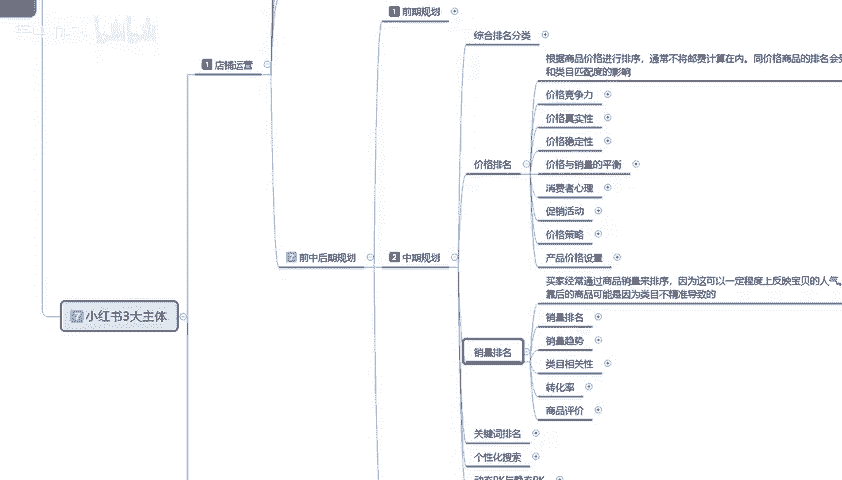 1 前期规划
综合排名分类
1 店铺运营
根据商品价格进行排序，通常不将邮费计算在内。同价格商品的排名会受
和类目匹配度的影响
价格竞争力
价格真实性
价格稳定性
价格排名
价格与销量的平衡
消费者心理
促销活动
价格策略
前中后期规划
2 中期规划
产品价格设置
买家经常通过商品销量来排序，因为这可以一定程度上反映宝贝的人气。
靠后的商品可能是因为类目不精准导致的
小红书3大主体
销量排名
销量趋势
销量排名
类目相关性
转化率
商品评价
关键词排名
个性化搜索